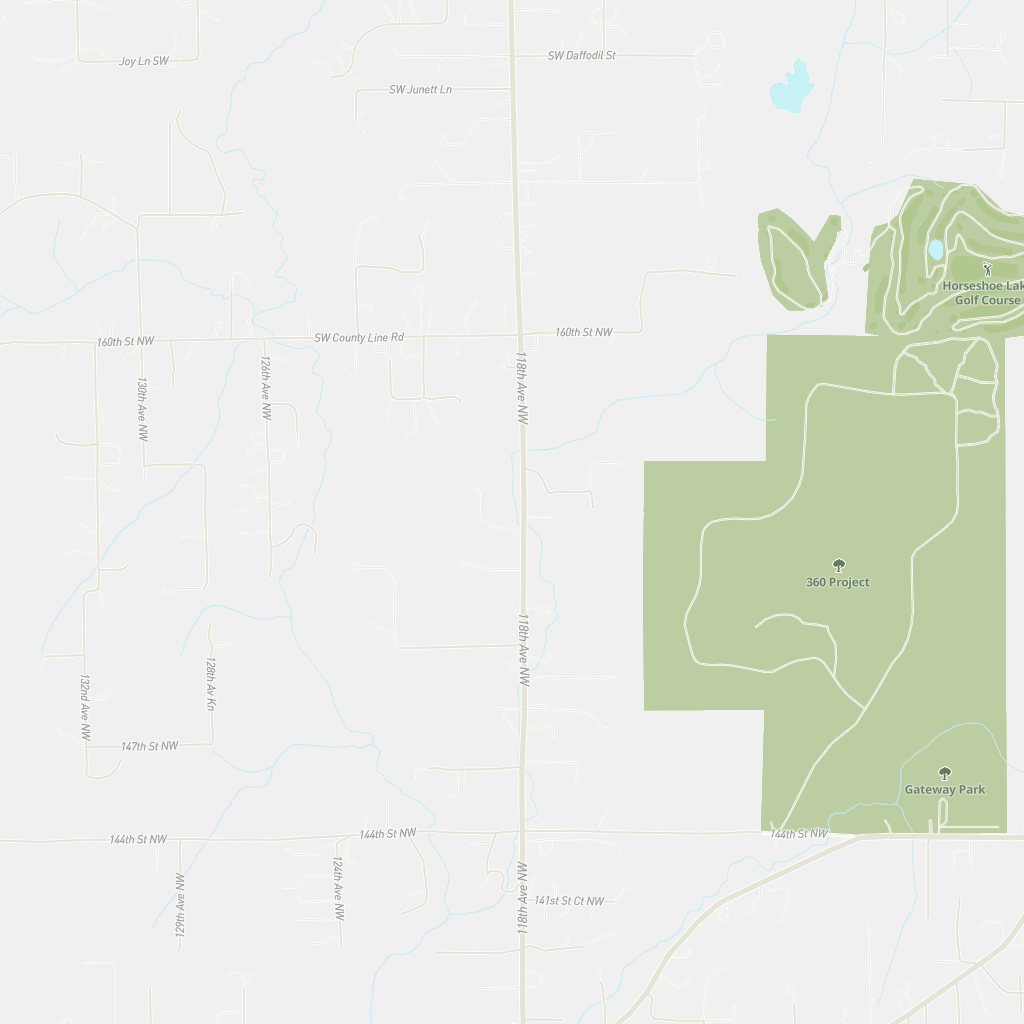 Joy Ln SW
SW Daffodil St
SW Junett Ln
Horseshoe Lak
Golf Course
160th St NW
SW County Line Rd
160th St NW
118th Ave NW
126th Ave NW
130th Ave NW
360 Project
118th Ave NW
128th Av Kn
132nd Ave NW
147th St NW
Gateway Park
144th St NW
144th St NW
144th St NW
124th Ave NW
129th Ave NW
118th Ave NW
141st St Ct NW